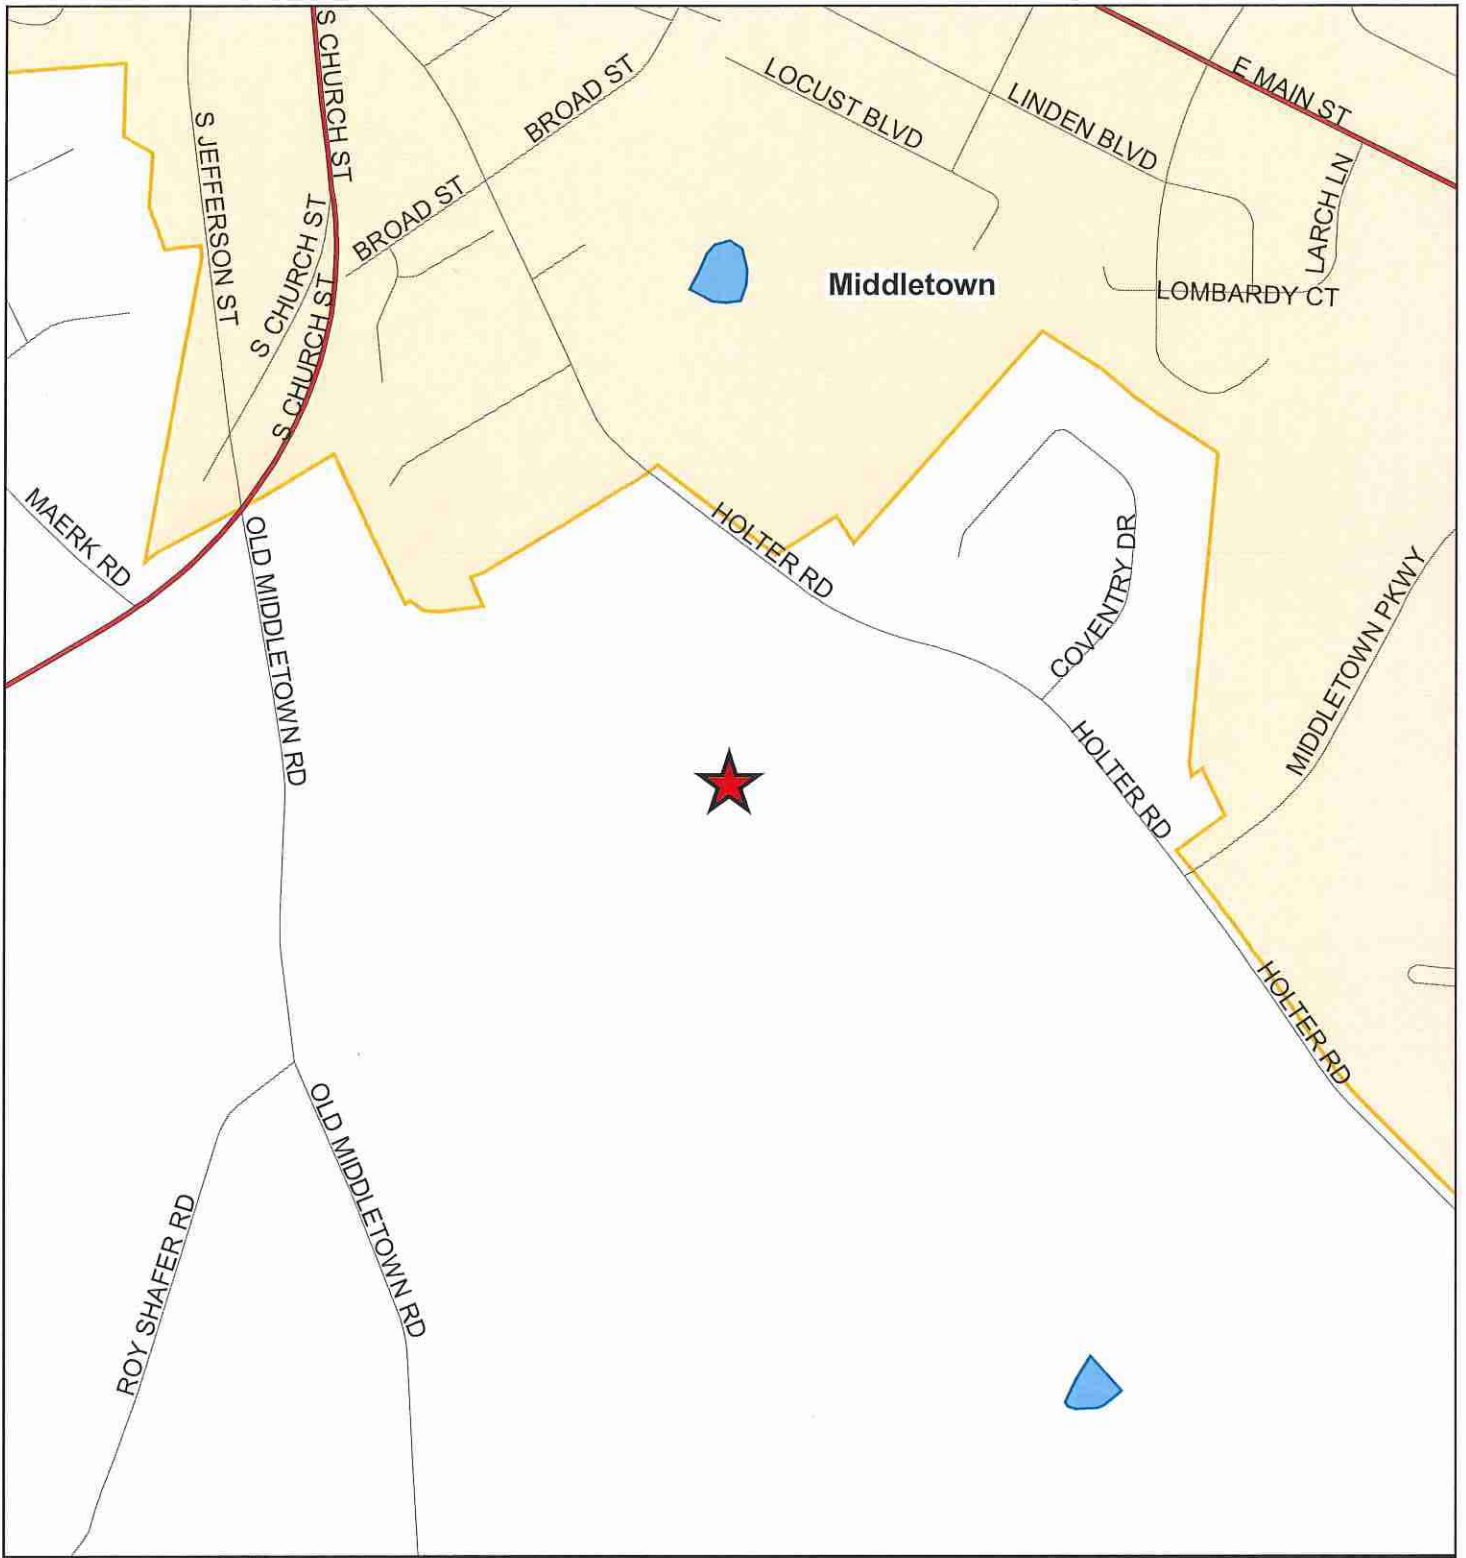 S CHURCH ST
S JEFFERSON ST
BROAD ST
LOCUST BLVD
LINDEN BLVD
E MAIN ST
LARCH LN
S CHURCH ST
BROAD ST
S CHURCH ST
Middletown
LOMBARDY CT
MAERK RD
OLD MIDDLETOWN RD
HOLTER RD
COVENTRY DR
MIDDLETOWN PKWY
HOLTER RD
HOLTER RD
OLD MIDDLETOWN RD
ROY SHAFER RD